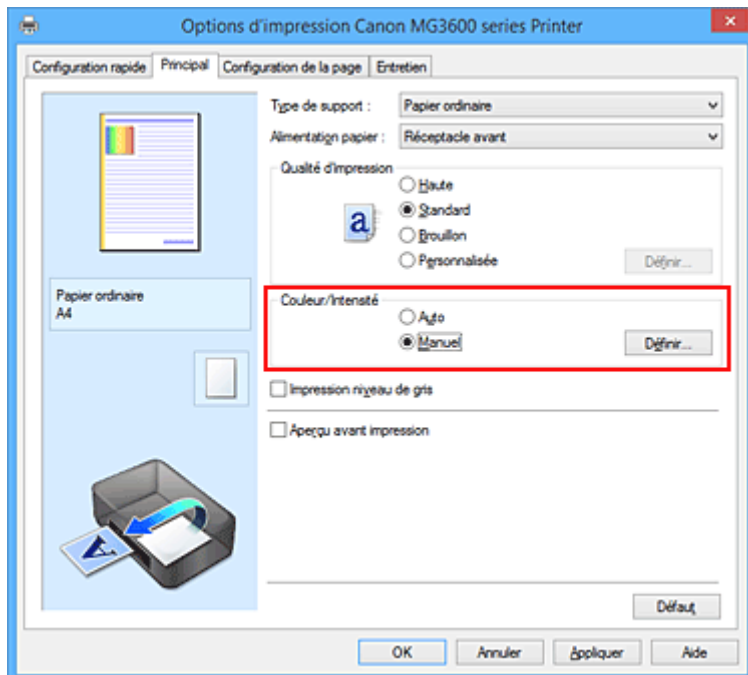 Options d'impression Canon MG3600 series Printer
Configuration rapide Principal Configuration de la page Entretien
Type de support : Papier ordinaire
Alimentation papier : Réceptacle avant
Qualité d'impression
Haute
a Standard
Brouillon
Personnalisée Définir...
Papier ordinaire
A4
Couleur/Intensité
Auto
Manuel Définir...
Impression niveau de gris
Aperçu avant impression
A
Défaut
OK Annuler Appliquer Aide